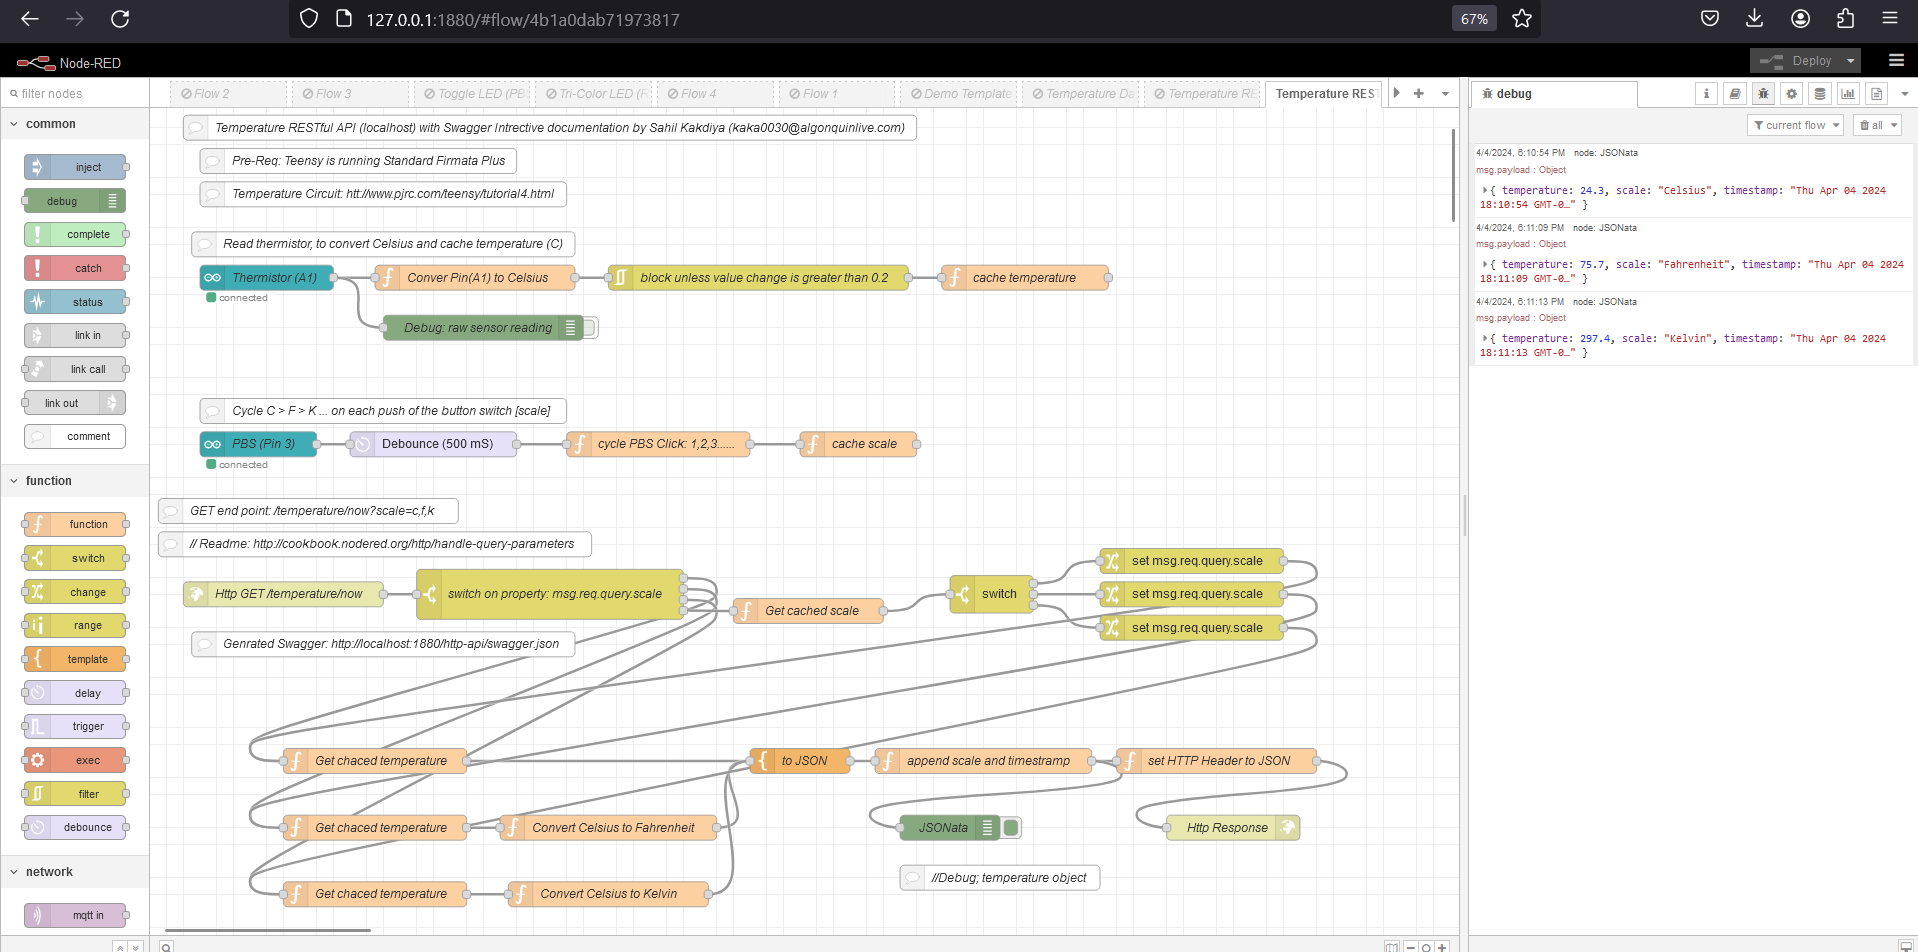 127.0.0.1:1880/#flow/4b1a0dab71973817
67%
Node-RED
Deploy
filter nodes
Flow 2
Flow 3
Toggle LED (PB
Tri-Color LED (F
Flow 4
Flow 1
Demo Template
Temperature Da
Temperature RE
Temperature RES
debug
current flow
all
common
inject
debug
complete
catch
status
link in
link call
link out
comment
function
function
switch
change
range
template
delay
trigger
exec
filter
debounce
network
mqtt in
Temperature RESTful API (localhost) with Swagger Intrective documentation by Sahil Kakdiya (kaka0030@algonquinlive.com)
Pre-Req: Teensy is running Standard Firmata Plus
Temperature Circuit: htt://www.pjrc.com/teensy/tutorial4.html
Read thermistor, to convert Celsius and cache temperature (C)
Thermistor (A1)
Conver Pin(A1) to Celsius
block unless value change is greater than 0.2
cache temperature
connected
Debug: raw sensor reading
Cycle C > F > K ... on each push of the button switch [scale]
PBS (Pin 3)
Debounce (500 mS)
cycle PBS Click: 1,2,3......
cache scale
connected
GET end point: /temperature/now?scale=c,f,k
// Readme: http://cookbook.nodered.org/http/handle-query-parameters
Http GET /temperature/now
switch on property: msg.req.query.scale
Get cached scale
switch
set msg.req.query.scale
set msg.req.query.scale
set msg.req.query.scale
Genrated Swagger: http://localhost:1880/http-api/swagger.json
Get chaced temperature
to JSON
append scale and timestramp
set HTTP Header to JSON
Get chaced temperature
Convert Celsius to Fahrenheit
JSONata
Http Response
//Debug; temperature object
Get chaced temperature
Convert Celsius to Kelvin
4/4/2024, 6:10:54 PM node: JSONata
msg.payload : Object
{ temperature: 24.3, scale: "Celsius", timestamp: "Thu Apr 04 2024
18:10:54 GMT-0…" }
4/4/2024, 6:11:09 PM node: JSONata
msg.payload : Object
{ temperature: 75.7, scale: "Fahrenheit", timestamp: "Thu Apr 04 2024
18:11:09 GMT-0…" }
4/4/2024, 6:11:13 PM node: JSONata
msg.payload : Object
{ temperature: 297.4, scale: "Kelvin", timestamp: "Thu Apr 04 2024
18:11:13 GMT-0…" }